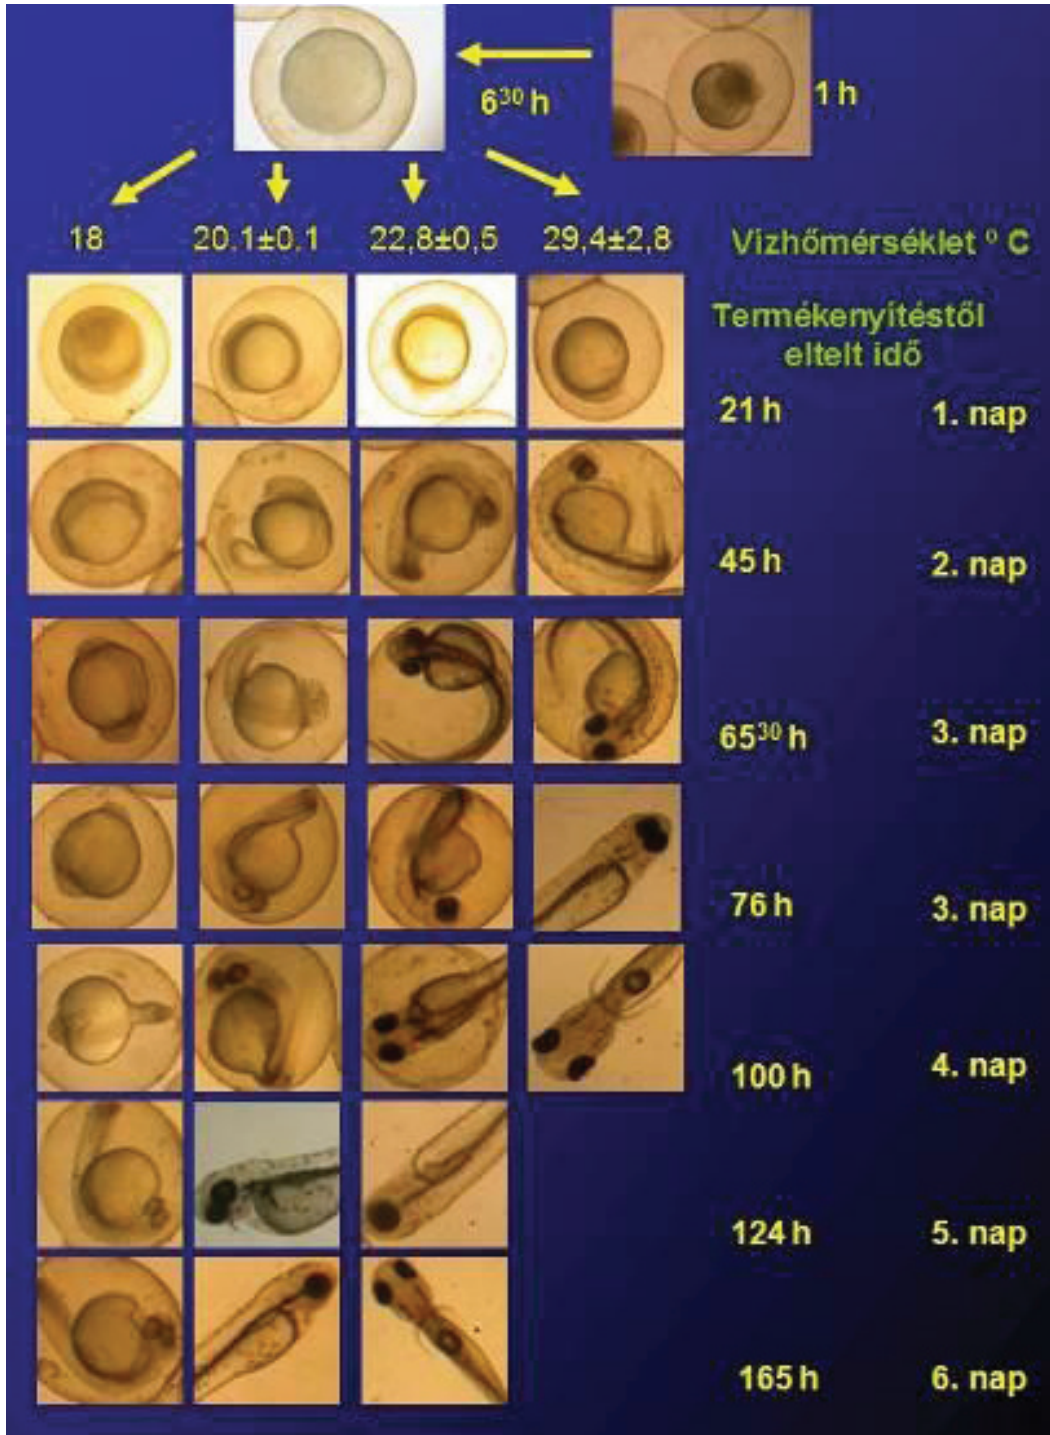 6³⁰ h
1 h
18 20.1±0.1 22,8±0,5 29,4±2,8 Vízhőmérséklet º C
Termékenyítéstől
eltelt idő
21 h 1. nap
45 h 2. nap
65³⁰ h 3. nap
76 h 3. nap
100 h 4. nap
124 h 5. nap
165 h 6. nap